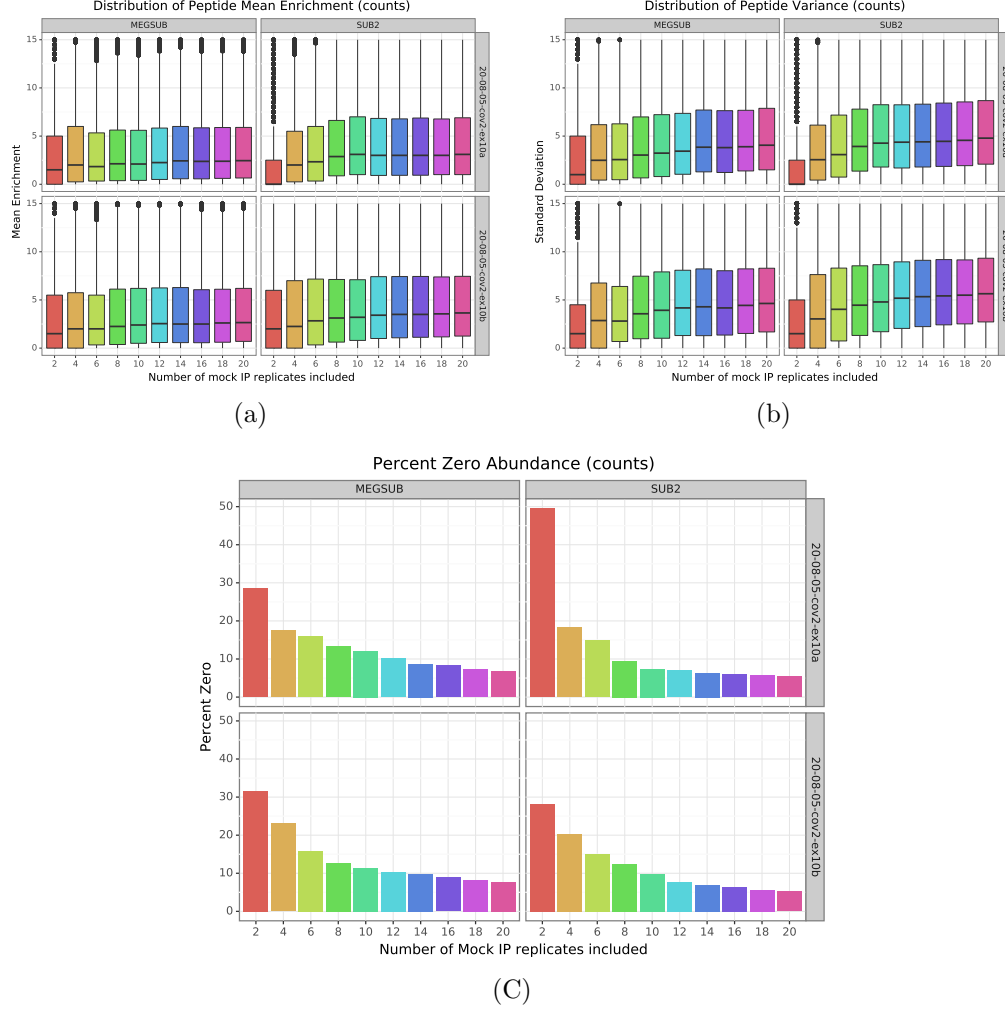 Distribution of Peptide Mean Enrichment (counts)
MEGSUB SUB2
15
10
5
0
20-08-05-cov2-ex10a
15
10
5
0
20-08-05-cov2-ex10b
Mean Enrichment
2 4 6 8 10 12 14 16 18 20 2 4 6 8 10 12 14 16 18 20
Number of mock IP replicates included
(a)
Distribution of Peptide Variance (counts)
MEGSUB SUB2
15
10
5
0
15
10
5
0
Standard Deviation
2 4 6 8 10 12 14 16 18 20 2 4 6 8 10 12 14 16 18 20
Number of mock IP replicates included
(b)
Percent Zero Abundance (counts)
MEGSUB SUB2
50
40
30
20
10
0
20-08-05-cov2-ex10a
50
40
30
20
10
0
20-08-05-cov2-ex10b
Percent Zero
2 4 6 8 10 12 14 16 18 20 2 4 6 8 10 12 14 16 18 20
Number of Mock IP replicates included
(C)